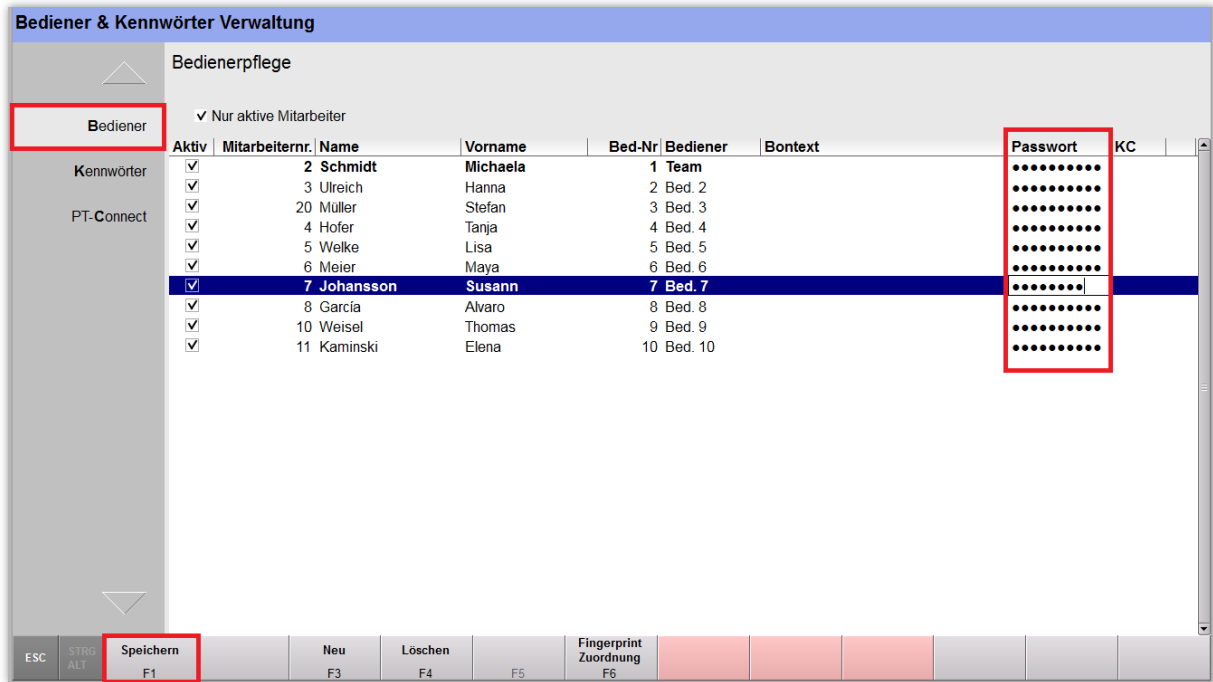 Bediener & Kennwörter Verwaltung
Bedienerpflege
Nur aktive Mitarbeiter
Bediener
Kennwörter
PT-Connect
Aktiv Mitarbeiternr. Name Vorname Bed-Nr Bediener Bontext Passwort KC
2 Schmidt Michaela 1 Team ••••••••••
3 Ulreich Hanna 2 Bed. 2 ••••••••••
20 Müller Stefan 3 Bed. 3 ••••••••••
4 Hofer Tanja 4 Bed. 4 ••••••••••
5 Welke Lisa 5 Bed. 5 ••••••••••
6 Meier Maya 6 Bed. 6 ••••••••••
7 Johansson Susann 7 Bed. 7 ••••••••
8 García Alvaro 8 Bed. 8 ••••••••••
10 Weisel Thomas 9 Bed. 9 ••••••••••
11 Kaminski Elena 10 Bed. 10 ••••••••••
ESC
STRG
ALT
Speichern
F1
Neu
F3
Löschen
F4
F5
Fingerprint
Zuordnung
F6